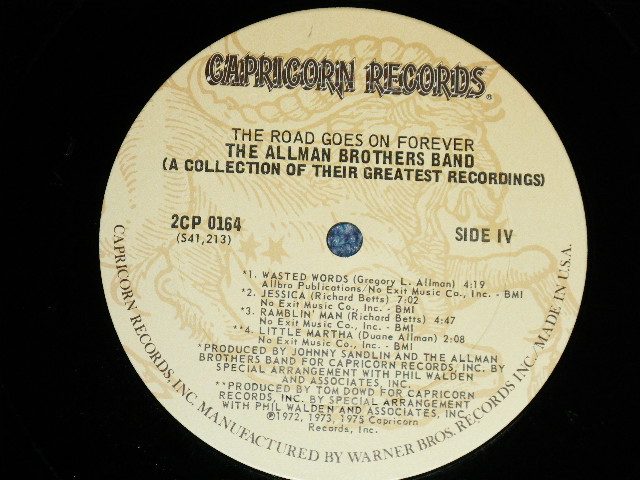 CAPRICORN RECORDS®
THE ROAD GOES ON FOREVER
THE ALLMAN BROTHERS BAND
(A COLLECTION OF THEIR GREATEST RECORDINGS)
2CP 0164
(S41,213)
SIDE IV
*1. WASTED WORDS (Gregory L. Allman) 4:19
Allbro Publications/No Exit Music Co., Inc. - BMI
*2. JESSICA (Richard Betts) 7:02
No Exit Music Co., Inc. - BMI
*3. RAMBLIN' MAN (Richard Betts) 4:47
No Exit Music Co., Inc. - BMI
**4. LITTLE MARTHA (Duane Allman) 2:08
No Exit Music Co., Inc. - BMI
*PRODUCED BY JOHNNY SANDLIN AND THE ALLMAN
BROTHERS BAND FOR CAPRICORN RECORDS, INC. BY
SPECIAL ARRANGEMENT WITH PHIL WALDEN
AND ASSOCIATES, INC.
**PRODUCED BY TOM DOWD FOR CAPRICORN
RECORDS, INC. BY SPECIAL ARRANGEMENT
WITH PHIL WALDEN AND ASSOCIATES, INC.
℗1972, 1973, 1975 Capricorn
Records, Inc.
CAPRICORN RECORDS, INC. MANUFACTURED BY WARNER BROS. RECORDS INC. MADE IN U.S.A.